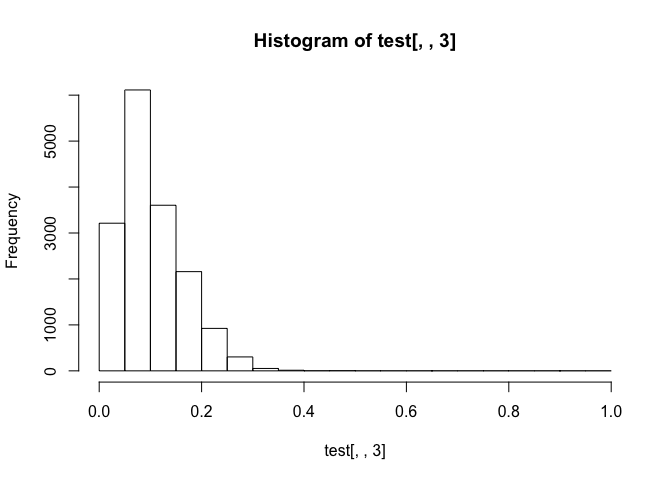 Histogram of test[, , 3]
Frequency
5000
3000
1000
0
0.0 0.2 0.4 0.6 0.8 1.0
test[, , 3]